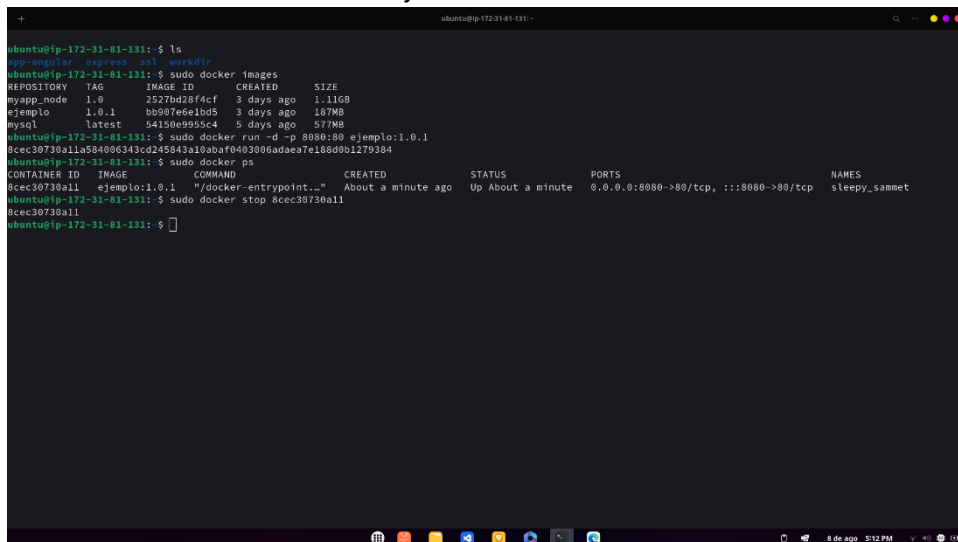 ubuntu@ip-172-31-81-131: ~
ubuntu@ip-172-31-81-131:~$ ls
app-angular express ssl workdir
ubuntu@ip-172-31-81-131:~$ sudo docker images
REPOSITORY TAG IMAGE ID CREATED SIZE
myapp_node 1.0 2527bd28f4cf 3 days ago 1.11GB
ejemplo 1.0.1 bb907e6e1bd5 3 days ago 187MB
mysql latest 54150e9955c4 5 days ago 577MB
ubuntu@ip-172-31-81-131:~$ sudo docker run -d -p 8080:80 ejemplo:1.0.1
8cec30730a11a584006343cd245843a10abaf0403006adaea7e188d0b1279384
ubuntu@ip-172-31-81-131:~$ sudo docker ps
CONTAINER ID IMAGE COMMAND CREATED STATUS PORTS NAMES
8cec30730a11 ejemplo:1.0.1 "/docker-entrypoint.…" About a minute ago Up About a minute 0.0.0.0:8080->80/tcp, :::8080->80/tcp sleepy_sammet
ubuntu@ip-172-31-81-131:~$ sudo docker stop 8cec30730a11
8cec30730a11
ubuntu@ip-172-31-81-131:~$
8 de ago 5:12 PM